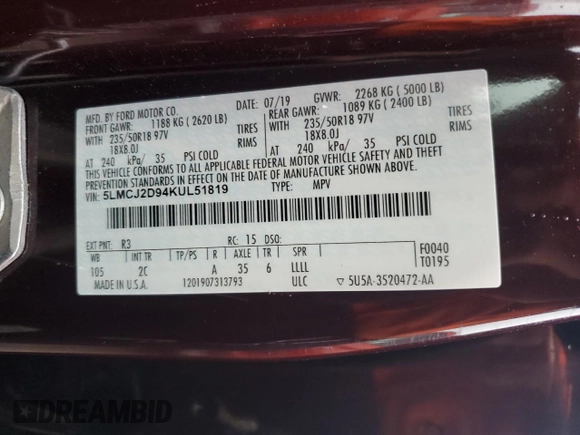 MFD. BY FORD MOTOR CO.
DATE: 07/19 GVWR: 2268 KG ( 5000 LB)
FRONT GAWR: 1188 KG ( 2620 LB) REAR GAWR: 1089 KG ( 2400 LB)
235/50R18 97V TIRES 235/50R18 97V TIRES
18X8.0J RIMS 18X8.0J RIMS
AT 240 kPa/ 35 PSI COLD AT 240 kPa/ 35 PSI COLD
THIS VEHICLE CONFORMS TO ALL APPLICABLE FEDERAL MOTOR VEHICLE SAFETY AND THEFT
PREVENTION STANDARDS IN EFFECT ON THE DATE OF MANUFACTURE SHOWN ABOVE.
VIN: 5LMCJ2D94KUL51819 TYPE: MPV
EXT PNT: R3 RC: 15 DSO:
WB INT TR TP/PS R AXLE TR SPR F0040
105 2C A 35 6 LLLL T0195
MADE IN U.S.A. 1201907313793 ULC ▽ 5U5A-3520472-AA
DREAMBID